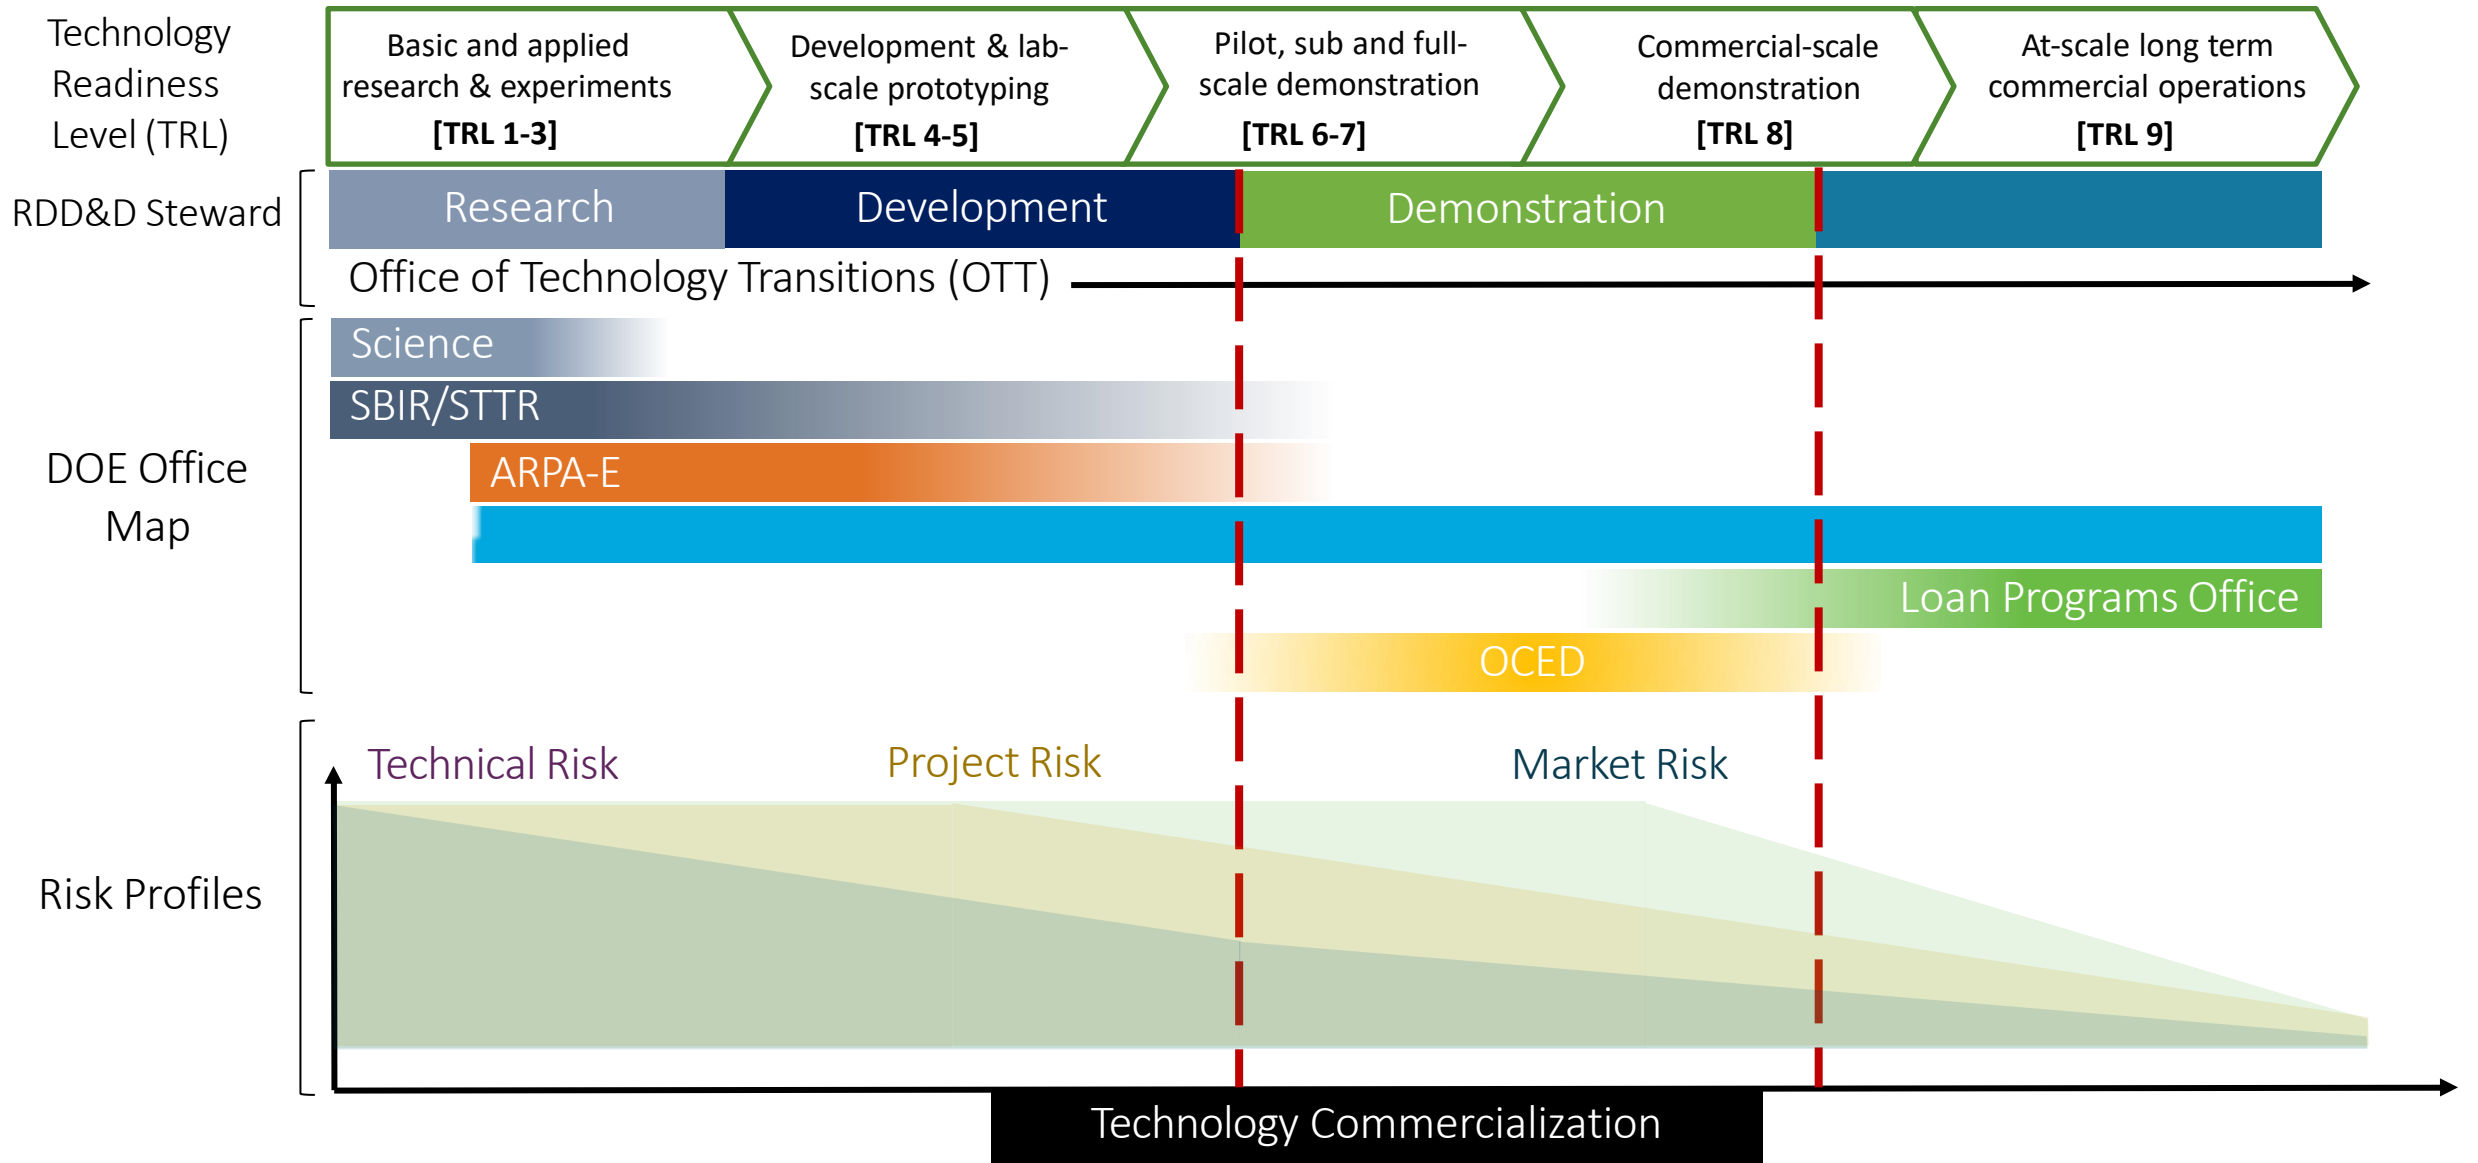 Technology
Readiness
Level (TRL)
Basic and applied
research & experiments
[TRL 1-3]
Development & lab-
scale prototyping
[TRL 4-5]
Pilot, sub and full-
scale demonstration
[TRL 6-7]
Commercial-scale
demonstration
[TRL 8]
At-scale long term
commercial operations
[TRL 9]
RDD&D Steward
Research
Development
Demonstration
Office of Technology Transitions (OTT)
DOE Office
Map
Science
SBIR/STTR
ARPA-E
Loan Programs Office
OCED
Risk Profiles
Technical Risk
Project Risk
Market Risk
Technology Commercialization